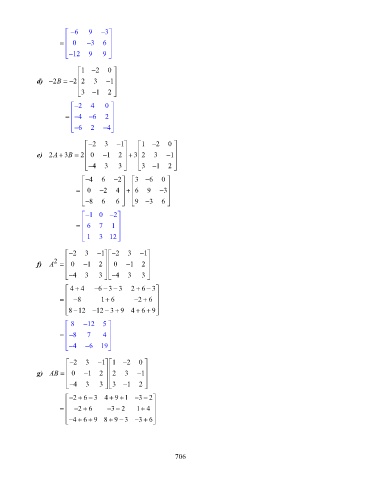 = [ −6 9 −3
0 −3 6
−12 9 9 ]
d) −2B = −2 [ 1 −2 0
2 3 −1
3 −1 2 ]
= [ −2 4 0
−4 −6 2
−6 2 −4 ]
e) 2A + 3B = 2 [ −2 3 −1 ] + 3 [ 1 −2 0 ]
0 −1 2 2 3 −1
−4 3 3 3 −1 2
= [ −4 6 −2 ] + [ 3 −6 0 ]
0 −2 4 6 9 −3
−8 6 6 9 −3 6
= [ −1 0 −2
6 7 1
1 3 12 ]
f) A² = [ −2 3 −1 ] [ −2 3 −1 ]
0 −1 2 0 −1 2
−4 3 3 −4 3 3
= [ 4 + 4 −6 − 3 − 3 2 + 6 − 3
−8 1 + 6 −2 + 6
8 − 12 −12 − 3 + 9 4 + 6 + 9 ]
= [ 8 −12 5
−8 7 4
−4 −6 19 ]
g) AB = [ −2 3 −1 ] [ 1 −2 0 ]
0 −1 2 2 3 −1
−4 3 3 3 −1 2
= [ −2 + 6 − 3 4 + 9 + 1 −3 − 2
−2 + 6 −3 − 2 1 + 4
−4 + 6 + 9 8 + 9 − 3 −3 + 6 ]
706